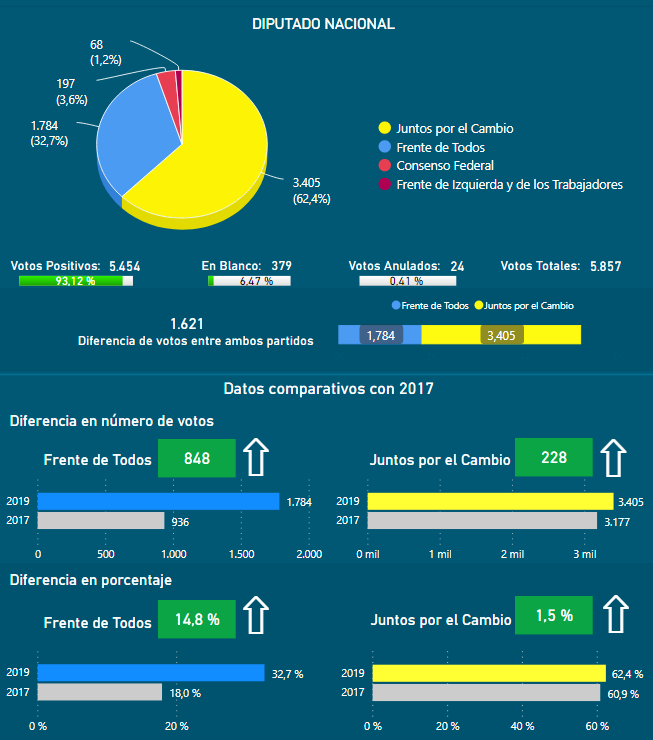 DIPUTADO NACIONAL
68
(1,2%)
197
(3,6%)
1.784
(32,7%)
3.405
(62,4%)
Juntos por el Cambio
Frente de Todos
Consenso Federal
Frente de Izquierda y de los Trabajadores
Votos Positivos: 5.454
93,12 %
En Blanco: 379
6,47 %
Votos Anulados: 24
0,41 %
Votos Totales: 5.857
Frente de Todos Juntos por el Cambio
1.621
Diferencia de votos entre ambos partidos
1,784 3,405
Datos comparativos con 2017
Diferencia en número de votos
Frente de Todos 848
2019 1.784
2017 936
0 500 1.000 1.500 2.000
Juntos por el Cambio 228
2019 3.405
2017 3.177
0 mil 1 mil 2 mil 3 mil
Diferencia en porcentaje
Frente de Todos 14,8 %
2019 32,7 %
2017 18,0 %
0 % 20 %
Juntos por el Cambio 1,5 %
2019 62,4 %
2017 60,9 %
0 % 20 % 40 % 60 %